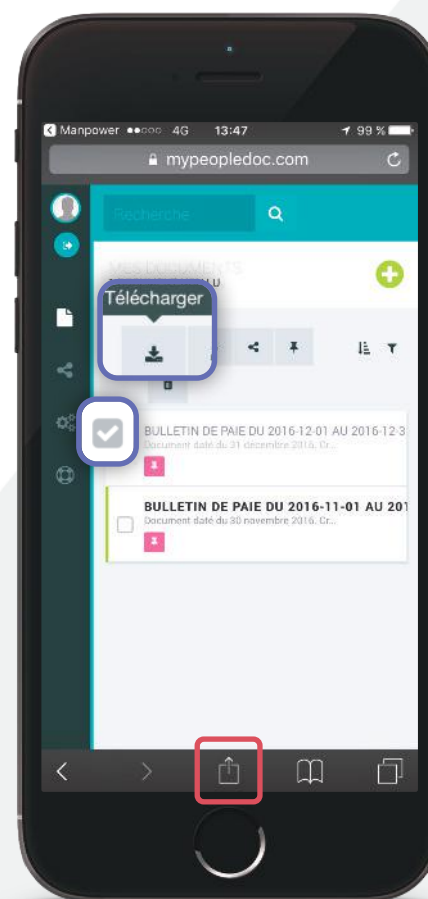 Manpower 4G 13:47 99 %
mypeopledoc.com
Recherche
MES DOCUMENTS
Télécharger
BULLETIN DE PAIE DU 2016-12-01 AU 2016-12-3
Document daté du 31 décembre 2016. Cr...
BULLETIN DE PAIE DU 2016-11-01 AU 201
Document daté du 30 novembre 2016. Cr...